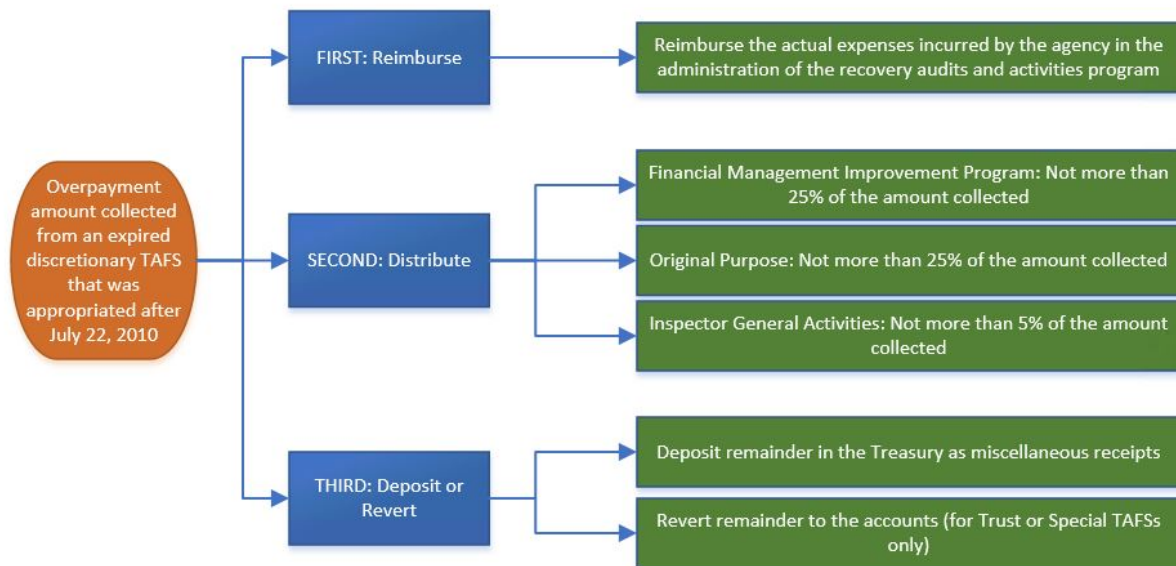 Overpayment
amount collected
from an expired
discretionary TAFS
that was
appropriated after
July 22, 2010
FIRST: Reimburse
Reimburse the actual expenses incurred by the agency in the
administration of the recovery audits and activities program
SECOND: Distribute
Financial Management Improvement Program: Not more than
25% of the amount collected
Original Purpose: Not more than 25% of the amount collected
Inspector General Activities: Not more than 5% of the amount
collected
THIRD: Deposit or
Revert
Deposit remainder in the Treasury as miscellaneous receipts
Revert remainder to the accounts (for Trust or Special TAFSs
only)